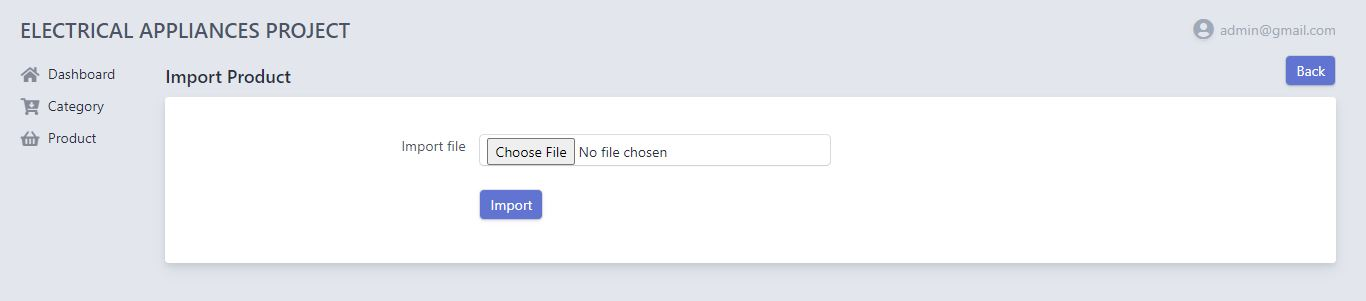 ELECTRICAL APPLIANCES PROJECT
admin@gmail.com
Dashboard
Category
Product
Import Product
Back
Import file
Choose File No file chosen
Import